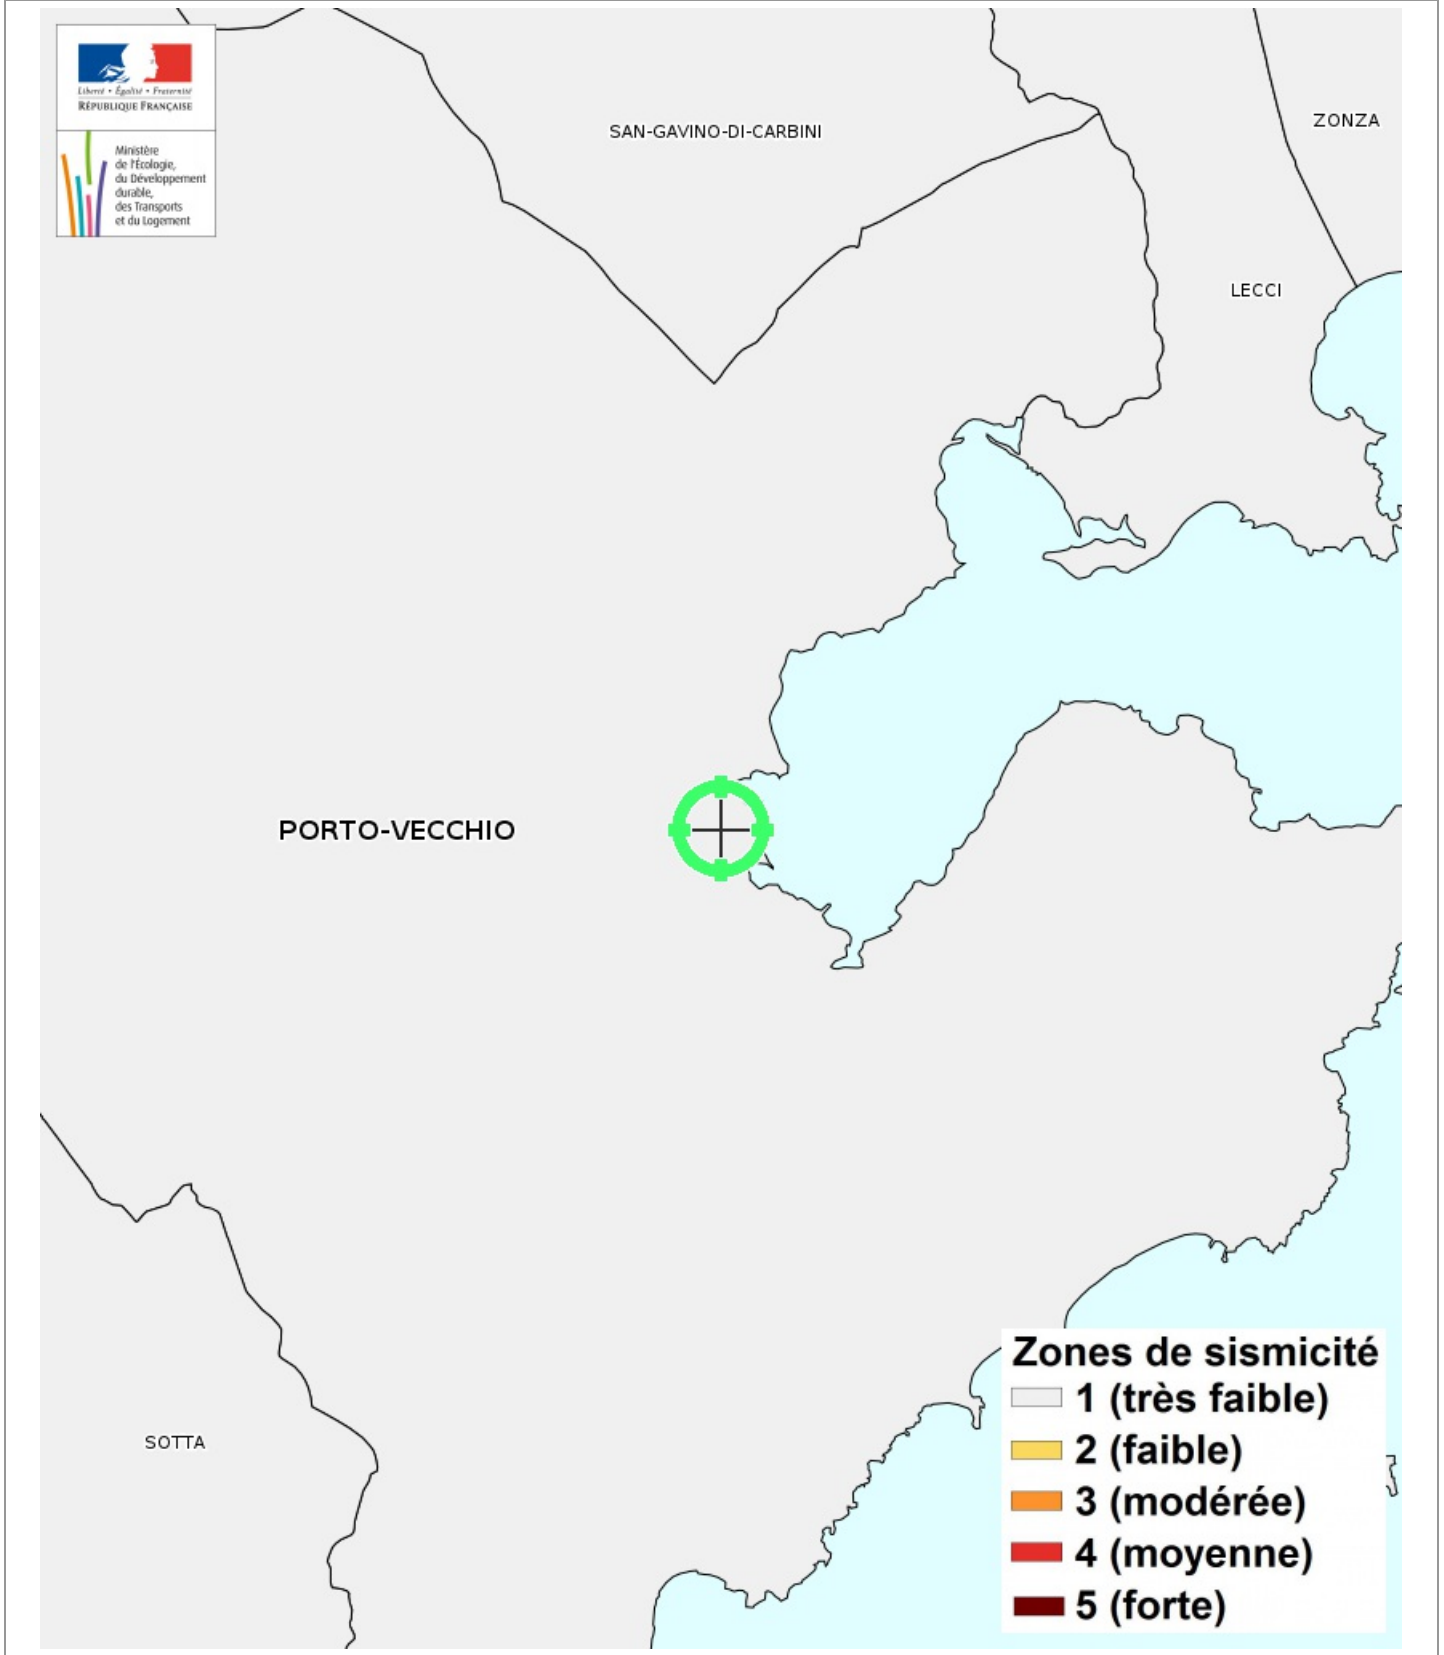 Liberté • Égalité • Fraternité
RÉPUBLIQUE FRANÇAISE
Ministère
de l'Écologie,
du Développement
durable,
des Transports
et du Logement
SAN-GAVINO-DI-CARBINI
ZONZA
LECCI
PORTO-VECCHIO
SOTTA
Zones de sismicité
1 (très faible)
2 (faible)
3 (modérée)
4 (moyenne)
5 (forte)